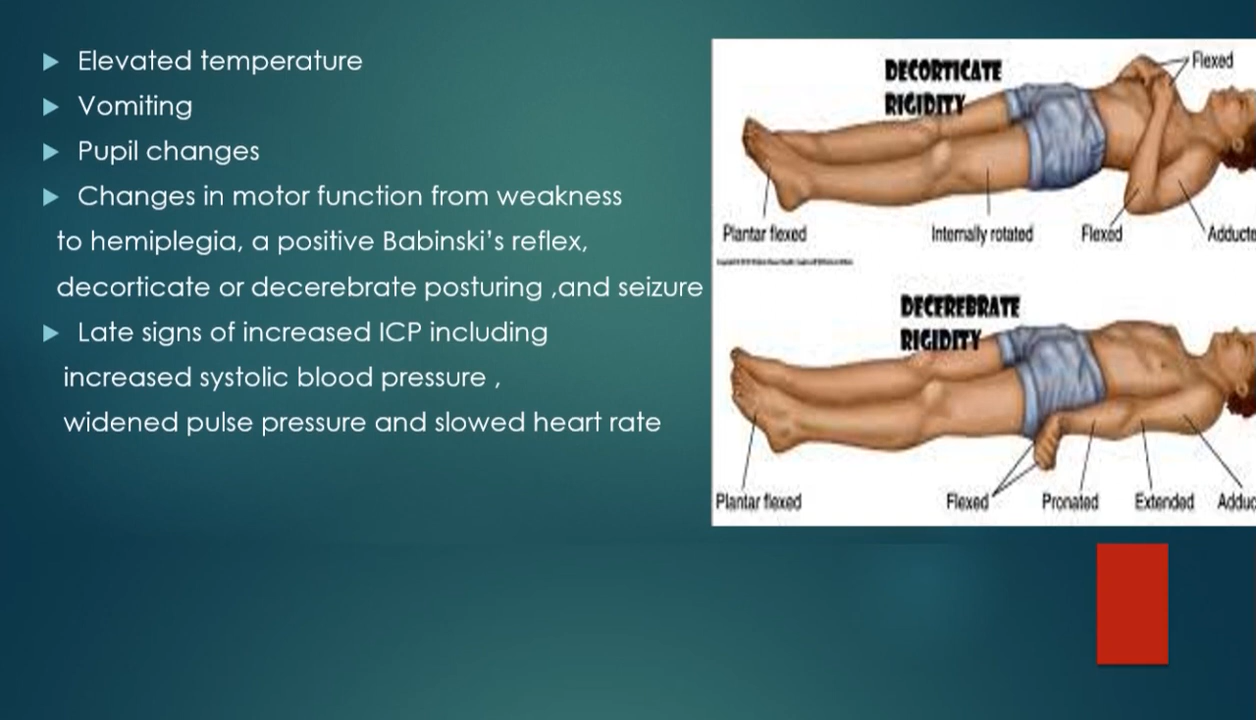 Elevated temperature
Vomiting
Pupil changes
Changes in motor function from weakness
to hemiplegia, a positive Babinski’s reflex,
decorticate or decerebrate posturing ,and seizure
Late signs of increased ICP including
increased systolic blood pressure ,
widened pulse pressure and slowed heart rate
DECORTICATE
RIGIDITY
Flexed
Plantar flexed
Internally rotated
Flexed
DECEREBRATE
RIGIDITY
Plantar flexed
Flexed
Pronated
Extended